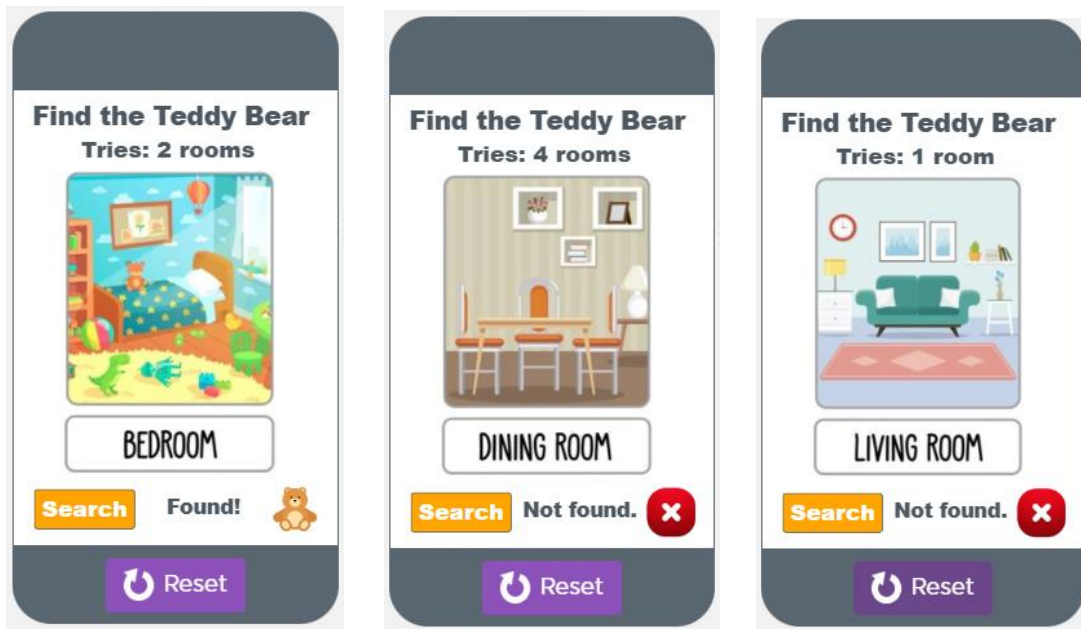 Find the Teddy Bear
Tries: 2 rooms
BEDROOM
Search
Found!
Reset
Find the Teddy Bear
Tries: 4 rooms
DINING ROOM
Search
Not found.
Reset
Find the Teddy Bear
Tries: 1 room
LIVING ROOM
Search
Not found.
Reset